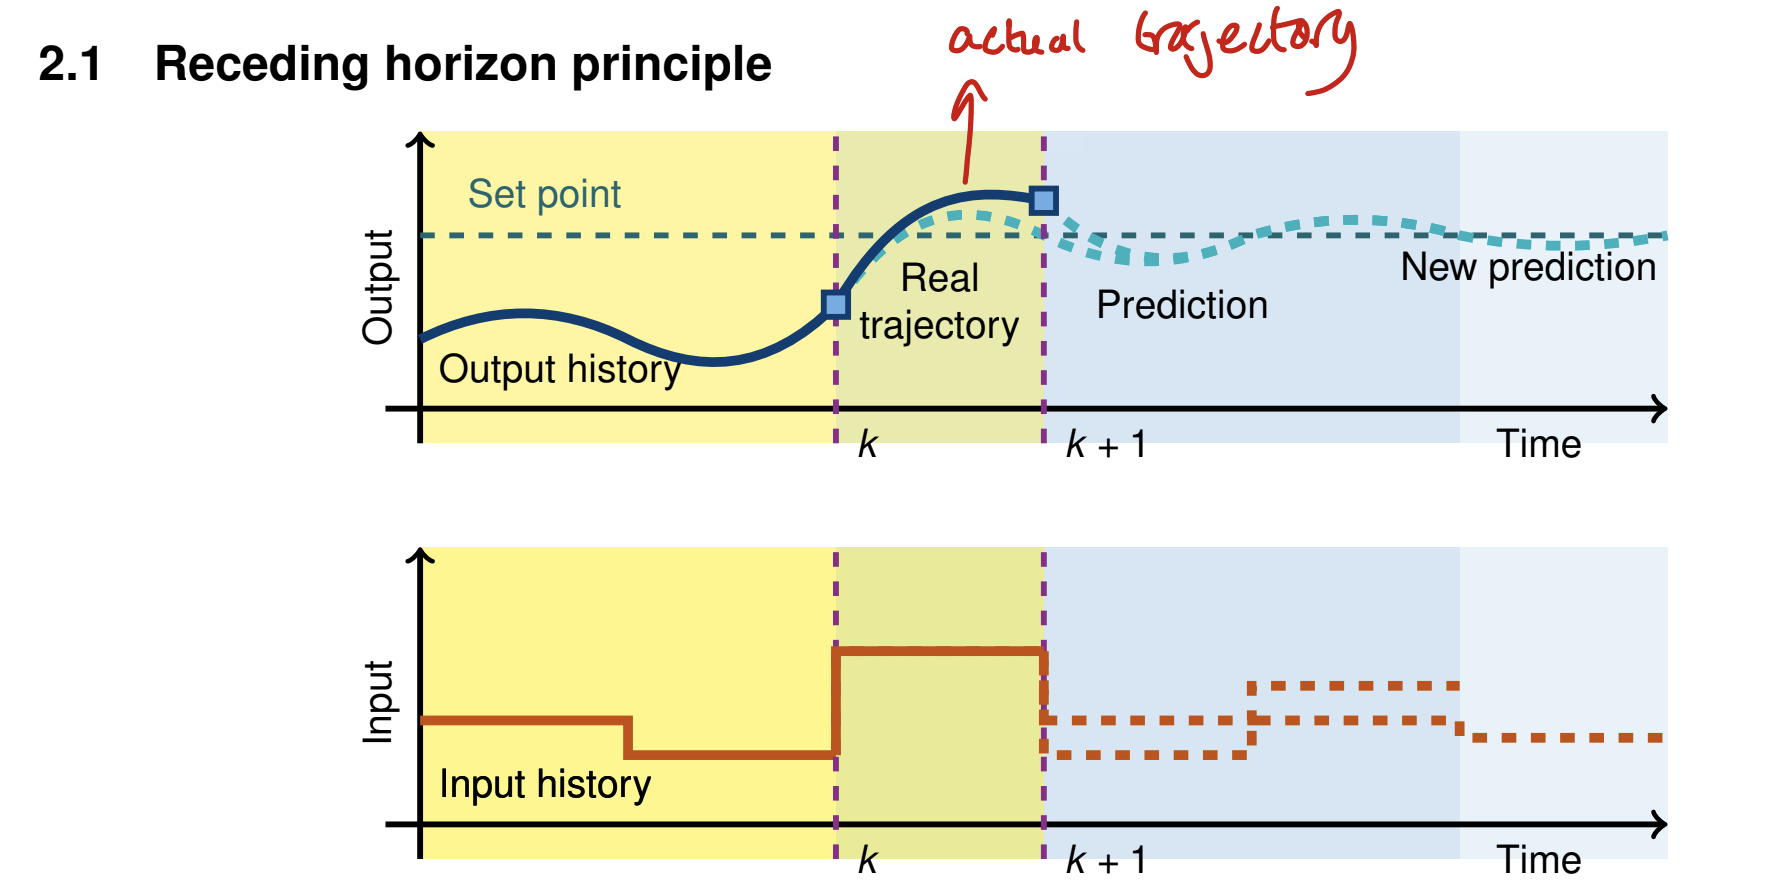 actual trajectory
2.1 Receding horizon principle
Set point
Output
Real
trajectory
New prediction
Prediction
Output history
k
k + 1
Time
Input
Input history
k
k + 1
Time